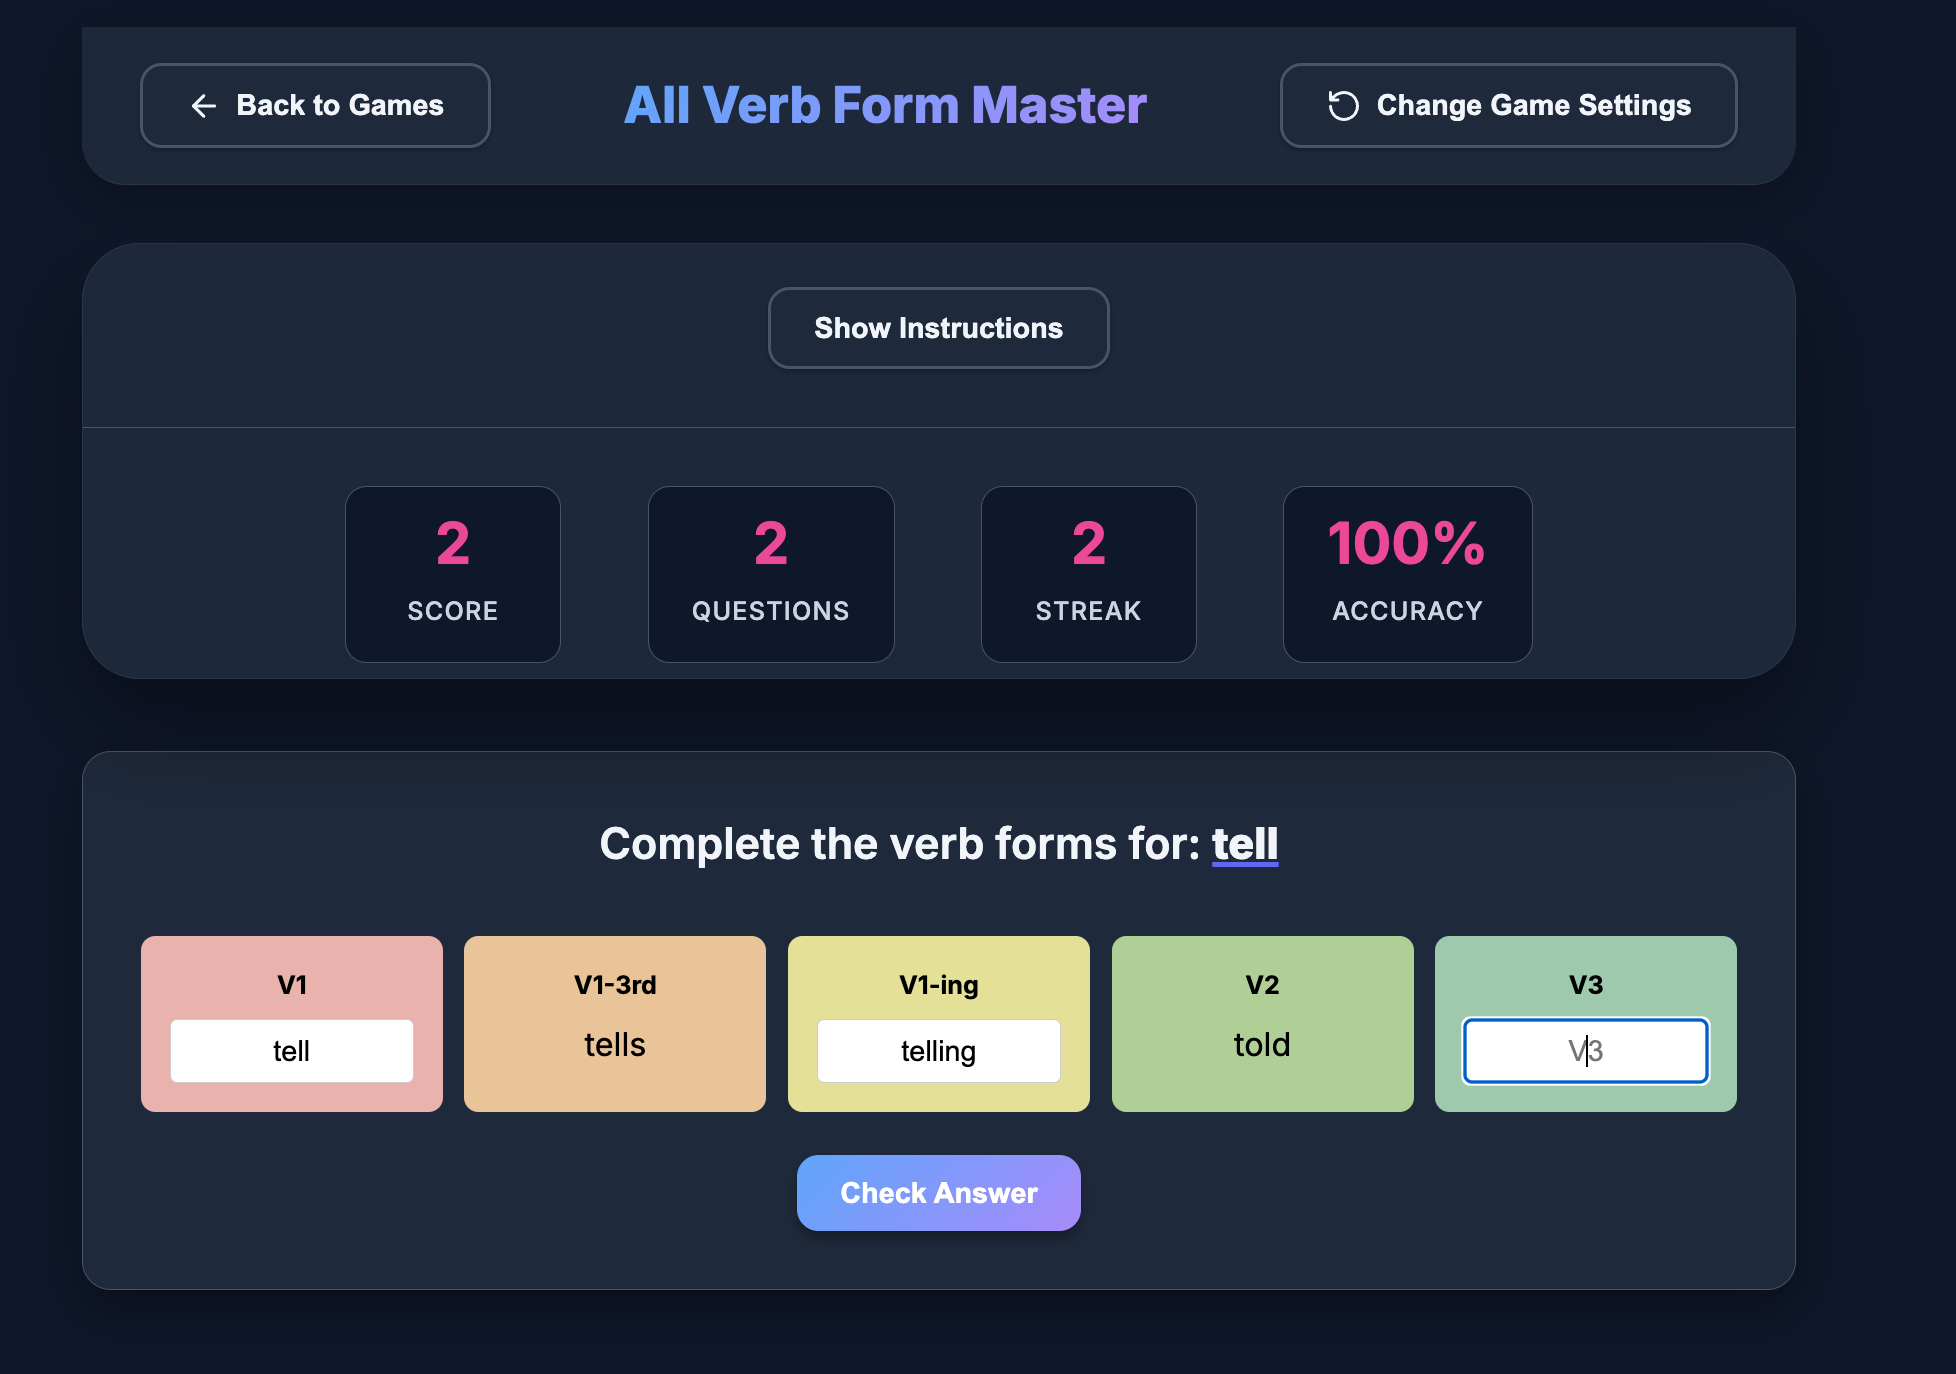 Back to Games
All Verb Form Master
Change Game Settings
Show Instructions
2
SCORE
2
QUESTIONS
2
STREAK
100%
ACCURACY
Complete the verb forms for: tell
V1
tell
V1-3rd
tells
V1-ing
telling
V2
told
V3
V3
Check Answer